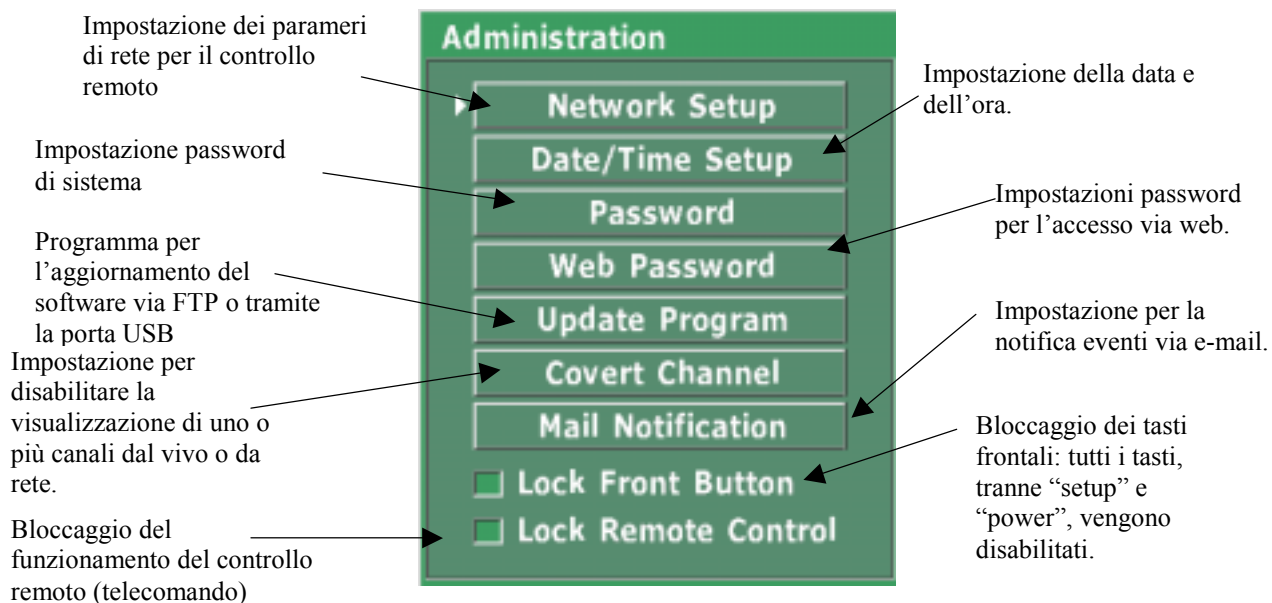 Impostazione dei parameri
di rete per il controllo
remoto
Impostazione password
di sistema
Programma per
l'aggiornamento del
software via FTP o tramite
la porta USB
Impostazione per
disabilitare la
visualizzazione di uno o
più canali dal vivo o da
rete.
Bloccaggio del
funzionamento del controllo
remoto (telecomando)
Administration
Network Setup
Date/Time Setup
Password
Web Password
Update Program
Covert Channel
Mail Notification
Lock Front Button
Lock Remote Control
Impostazione della data e
dell'ora.
Impostazioni password
per l'accesso via web.
Impostazione per la
notifica eventi via e-mail.
Bloccaggio dei tasti
frontali: tutti i tasti,
tranne “setup” e
“power”, vengono
disabilitati.